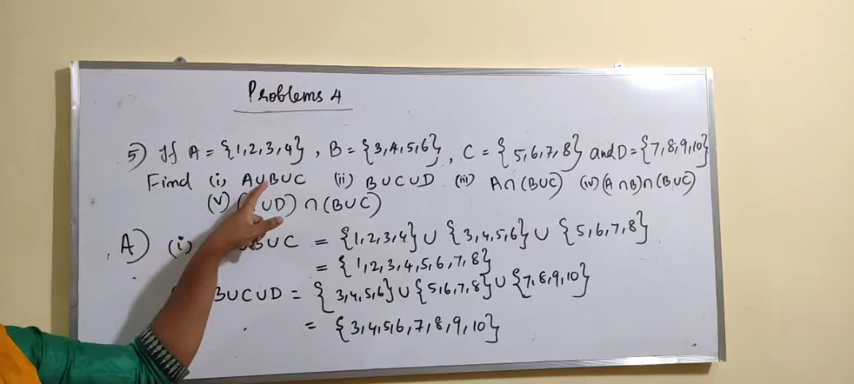 Problems 4
5) If A = {1,2,3,4}, B = {3,4,5,6}, C = {5,6,7,8} and D = {7,8,9,10}
Find (i) A∪B∪C (ii) B∪C∪D (iii) A∩(B∪C) (iv) (A∩B)∩(B∪C)
(v) ( ∪D) ∩ (B∪C)
A) (i) ∪B∪C = {1,2,3,4} ∪ {3,4,5,6} ∪ {5,6,7,8}
= {1,2,3,4,5,6,7,8}
B∪C∪D = {3,4,5,6} ∪ {5,6,7,8} ∪ {7,8,9,10}
= {3,4,5,6,7,8,9,10}